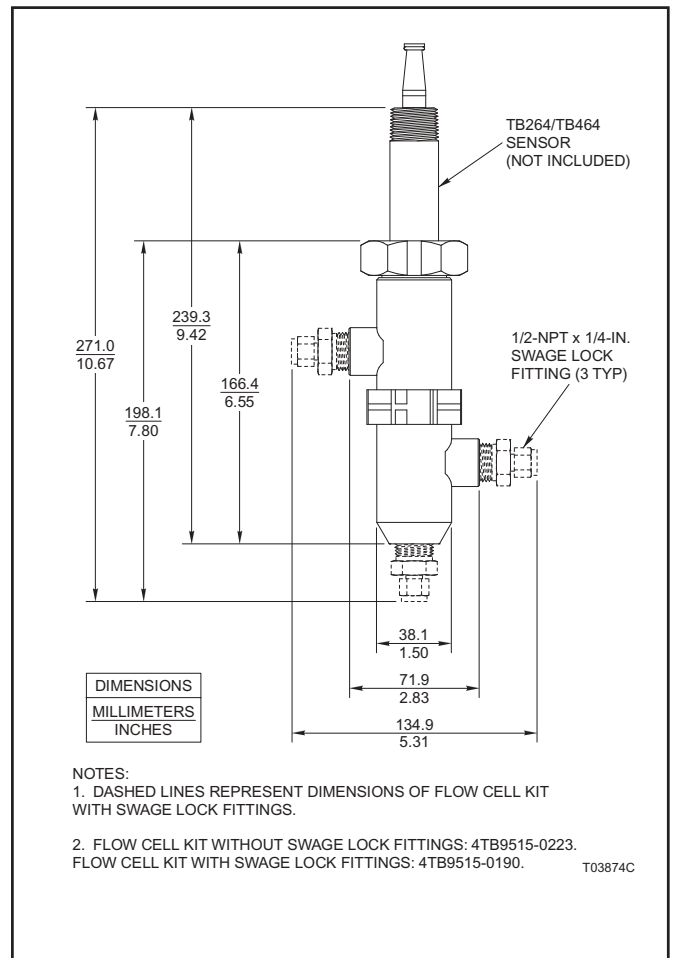 TB264/TB464
SENSOR
(NOT INCLUDED)
239.3
9.42
271.0
10.67
1/2-NPT x 1/4-IN.
SWAGE LOCK
FITTING (3 TYP)
166.4
6.55
198.1
7.80
38.1
1.50
71.9
2.83
134.9
5.31
DIMENSIONS
MILLIMETERS
INCHES
NOTES:
1. DASHED LINES REPRESENT DIMENSIONS OF FLOW CELL KIT
WITH SWAGE LOCK FITTINGS.
2. FLOW CELL KIT WITHOUT SWAGE LOCK FITTINGS: 4TB9515-0223.
FLOW CELL KIT WITH SWAGE LOCK FITTINGS: 4TB9515-0190.
T03874C